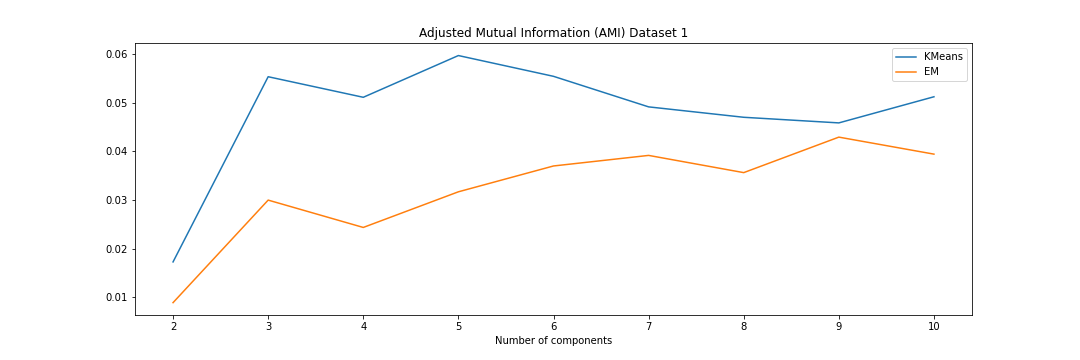 Adjusted Mutual Information (AMI) Dataset 1
KMeans
EM
0.06
0.05
0.04
0.03
0.02
0.01
2 3 4 5 6 7 8 9 10
Number of components